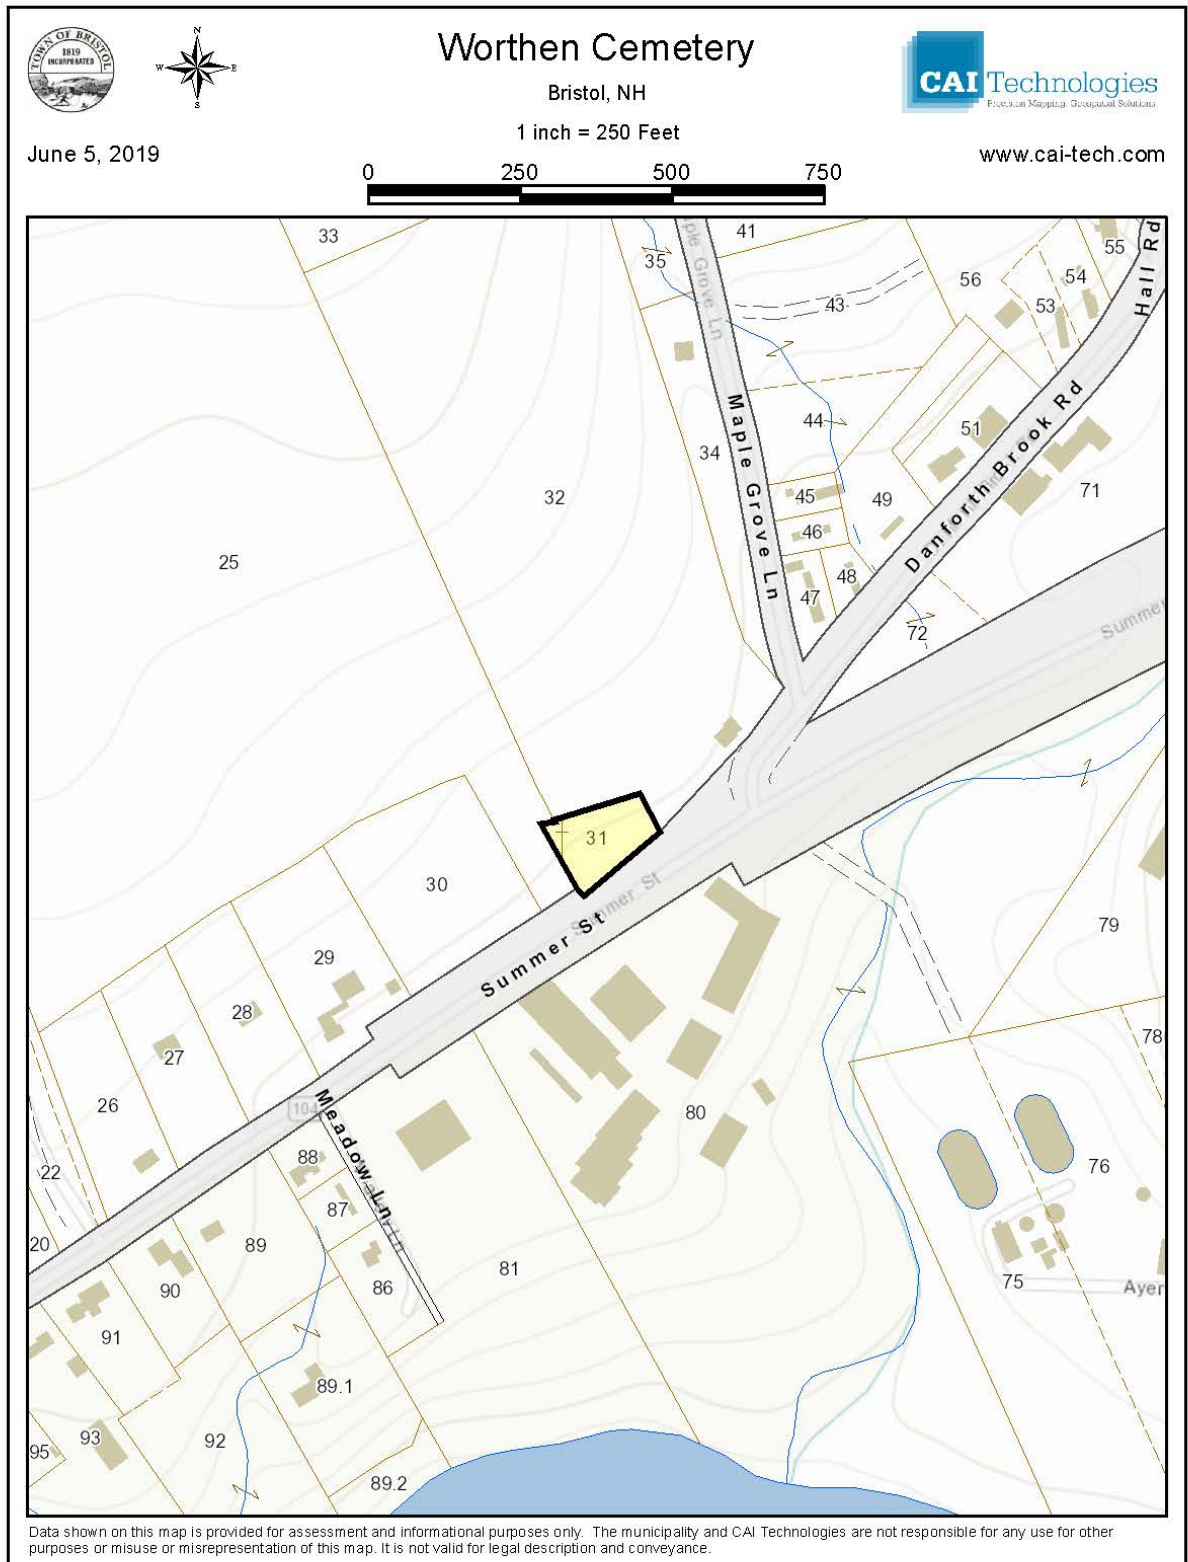 TOWN OF BRISTOL
1819
INCORPORATED
N
W E
S
Worthen Cemetery
Bristol, NH
1 inch = 250 Feet
June 5, 2019
CAI Technologies
Precision Mapping. Geospatial Solutions.
www.cai-tech.com
0 250 500 750
33
35
41
55
Hall Rd
56
54
53
43
Maple Grove Ln
44
51
34
Maple Grove Ln
32
45
49
71
46
Danforth Brook Rd
25
48
47
72
Summer
31
30
Summer St
Summer St
79
29
28
27
78
26
104
Meadow Ln
80
88
76
22
87
20
89
81
86
75
Ayer
90
91
89.1
93
92
95
89.2
Data shown on this map is provided for assessment and informational purposes only. The municipality and CAI Technologies are not responsible for any use for other
purposes or misuse or misrepresentation of this map. It is not valid for legal description and conveyance.